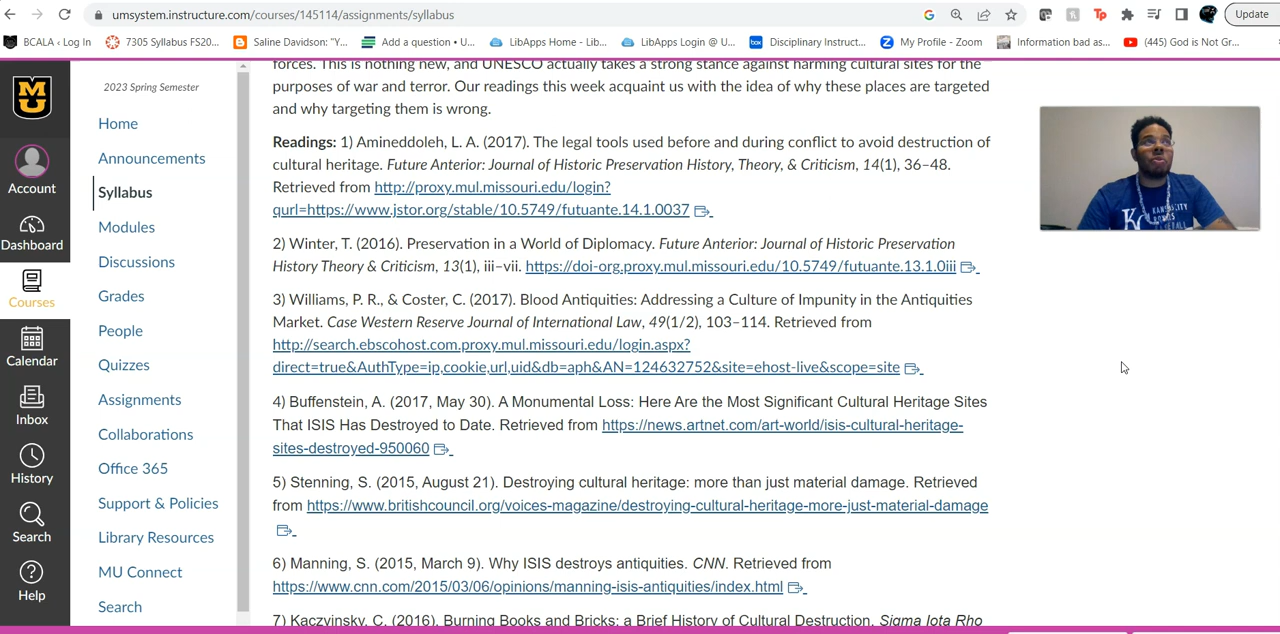 umsystem.instructure.com/courses/145114/assignments/syllabus
Update
BCALA ‹ Log In
7305 Syllabus FS20...
Saline Davidson: "Y...
Add a question • U...
LibApps Home - Lib...
LibApps Login @ U...
Disciplinary Instruct...
My Profile - Zoom
Information bad as...
(445) God is Not Gr...
MU
Account
Dashboard
Courses
Calendar
Inbox
History
Search
Help
2023 Spring Semester
Home
Announcements
Syllabus
Modules
Discussions
Grades
People
Quizzes
Assignments
Collaborations
Office 365
Support & Policies
Library Resources
MU Connect
Search
forces. This is nothing new, and UNESCO actually takes a strong stance against harming cultural sites for the
purposes of war and terror. Our readings this week acquaint us with the idea of why these places are targeted
and why targeting them is wrong.
Readings: 1) Amineddoleh, L. A. (2017). The legal tools used before and during conflict to avoid destruction of
cultural heritage. Future Anterior: Journal of Historic Preservation History, Theory, & Criticism, 14(1), 36–48.
Retrieved from http://proxy.mul.missouri.edu/login?
qurl=https://www.jstor.org/stable/10.5749/futuante.14.1.0037
2) Winter, T. (2016). Preservation in a World of Diplomacy. Future Anterior: Journal of Historic Preservation
History Theory & Criticism, 13(1), iii–vii. https://doi-org.proxy.mul.missouri.edu/10.5749/futuante.13.1.0iii
3) Williams, P. R., & Coster, C. (2017). Blood Antiquities: Addressing a Culture of Impunity in the Antiquities
Market. Case Western Reserve Journal of International Law, 49(1/2), 103–114. Retrieved from
http://search.ebscohost.com.proxy.mul.missouri.edu/login.aspx?
direct=true&AuthType=ip,cookie,url,uid&db=aph&AN=124632752&site=ehost-live&scope=site
4) Buffenstein, A. (2017, May 30). A Monumental Loss: Here Are the Most Significant Cultural Heritage Sites
That ISIS Has Destroyed to Date. Retrieved from https://news.artnet.com/art-world/isis-cultural-heritage-
sites-destroyed-950060
5) Stenning, S. (2015, August 21). Destroying cultural heritage: more than just material damage. Retrieved
from https://www.britishcouncil.org/voices-magazine/destroying-cultural-heritage-more-just-material-damage
6) Manning, S. (2015, March 9). Why ISIS destroys antiquities. CNN. Retrieved from
https://www.cnn.com/2015/03/06/opinions/manning-isis-antiquities/index.html
7) Kaczyinsky, C. (2016). Burning Books and Bricks: a Brief History of Cultural Destruction. Sigma Iota Rho